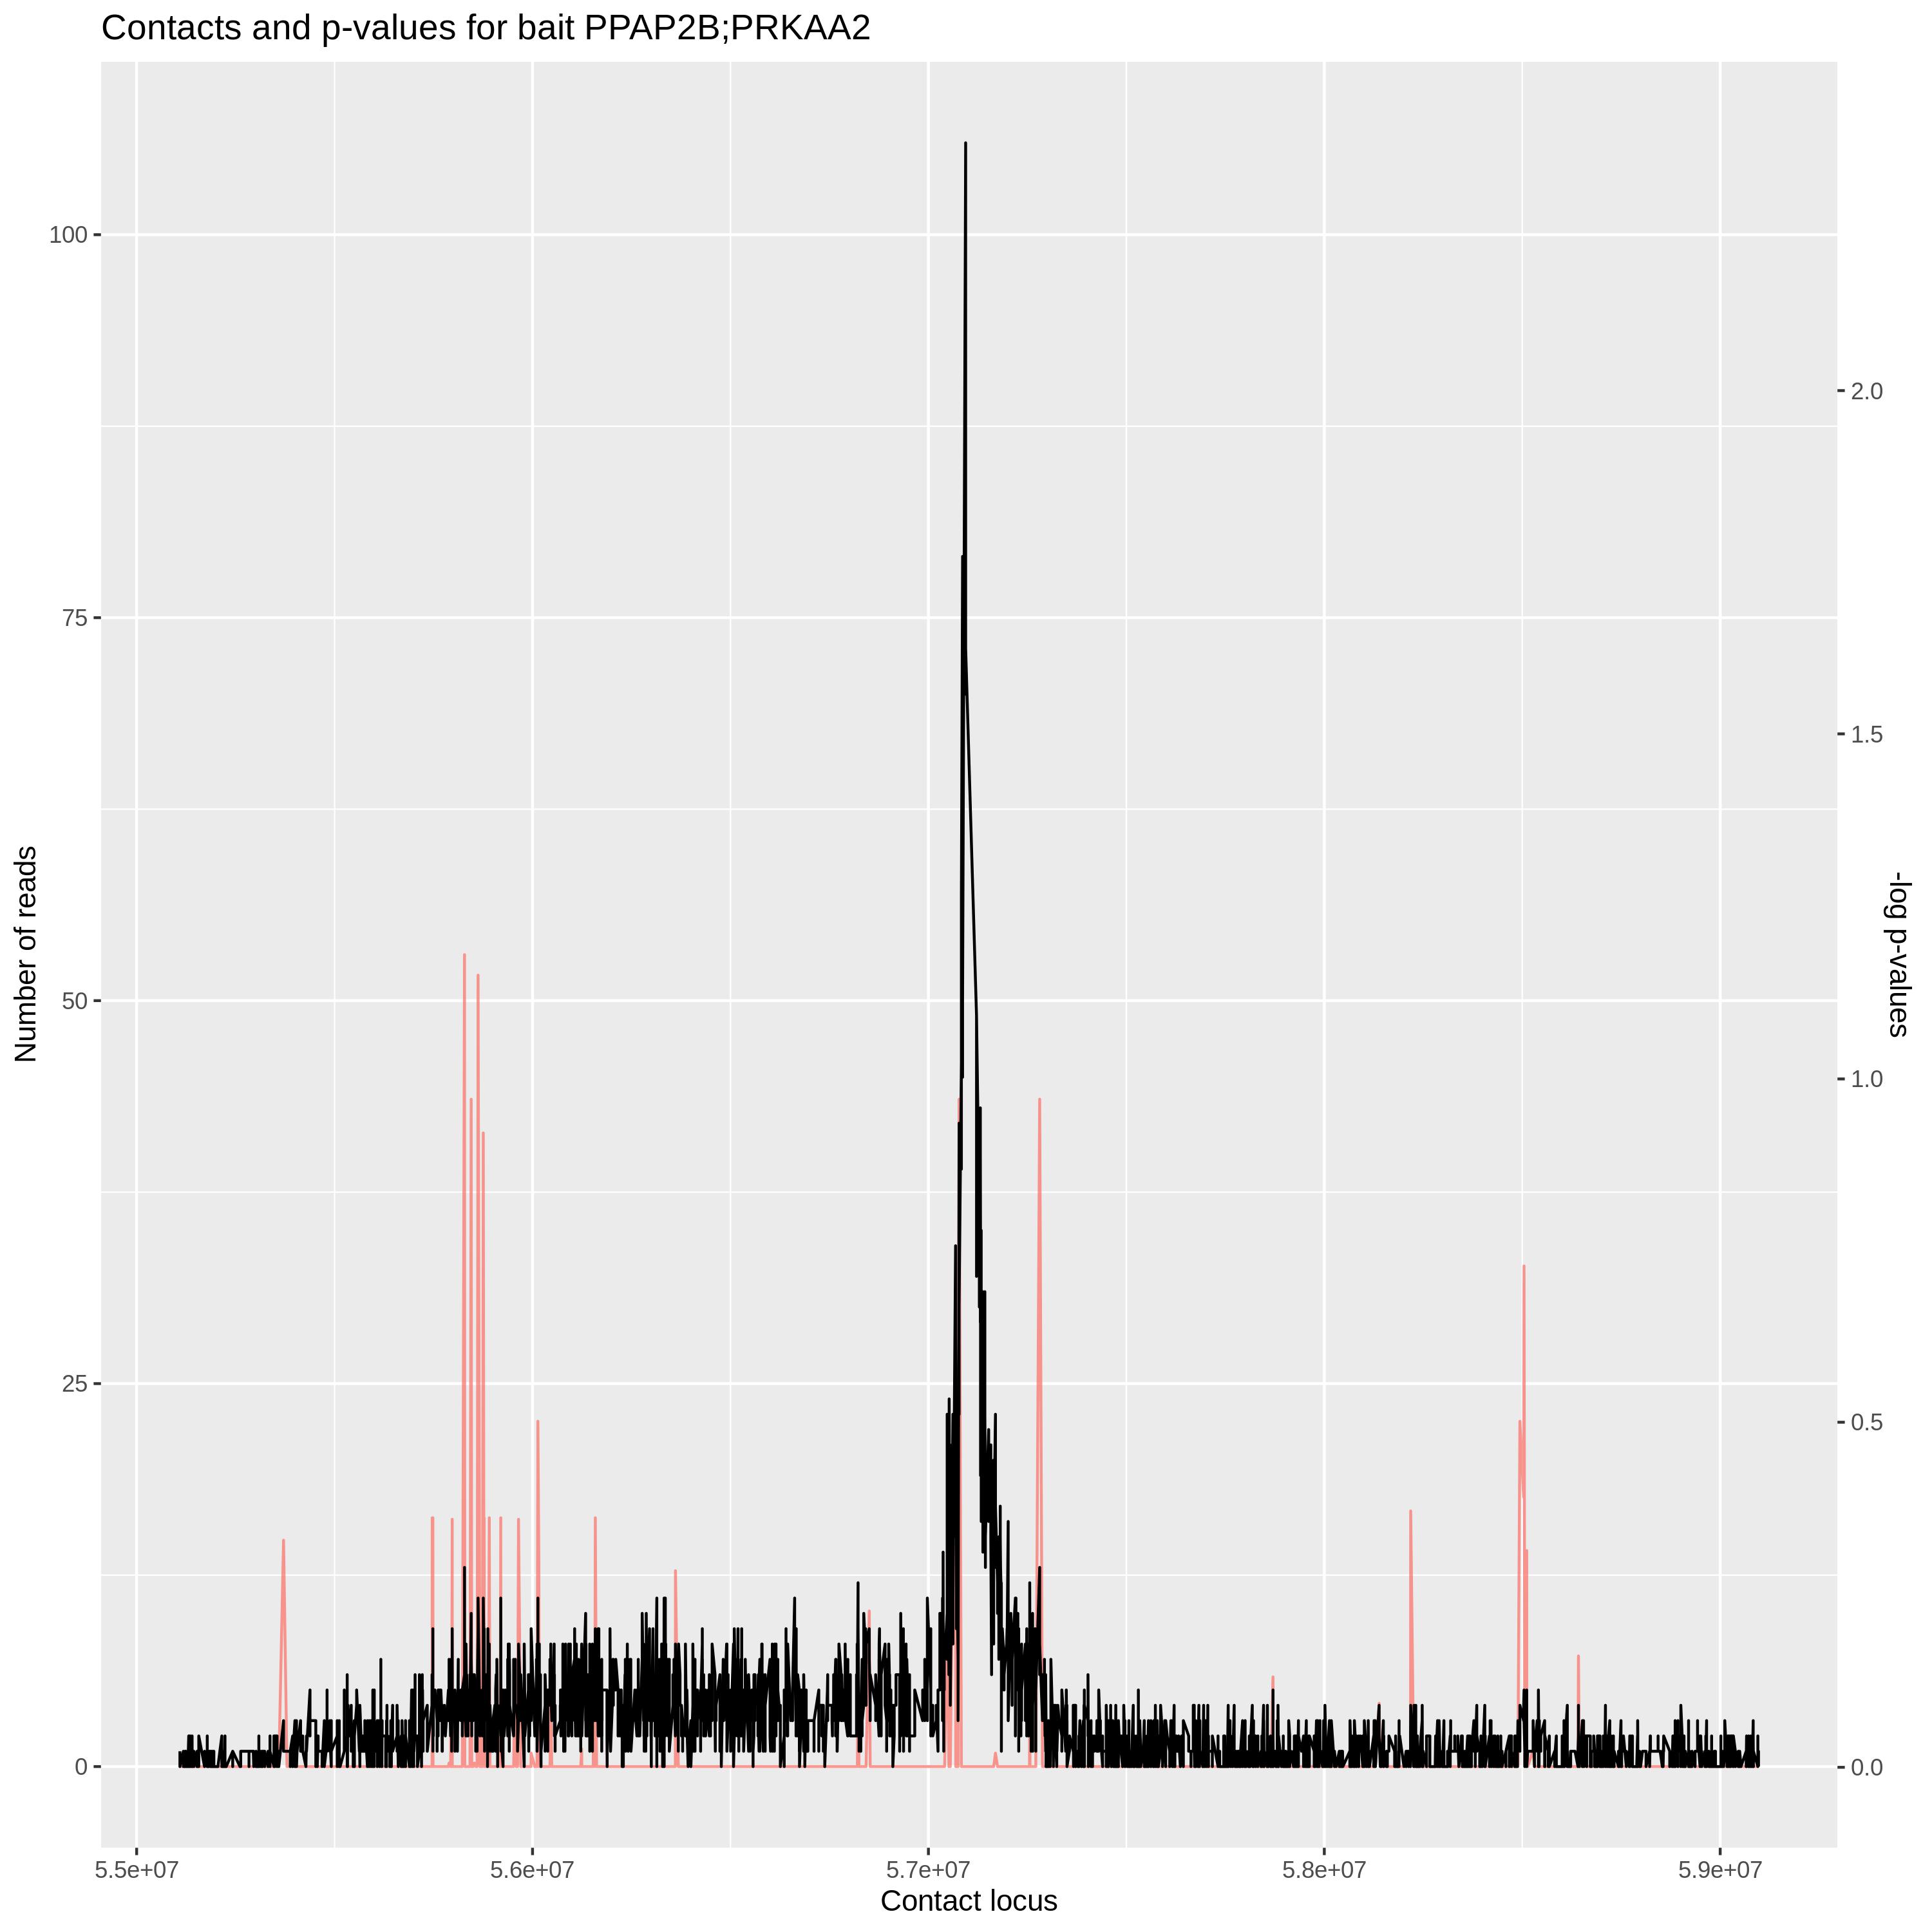 Contacts and p-values for bait PPAP2B;PRKAA2
100
75
50
25
0
Number of reads
2.0
1.5
1.0
0.5
0.0
-log p-values
5.5e+07 5.6e+07 5.7e+07 5.8e+07 5.9e+07
Contact locus